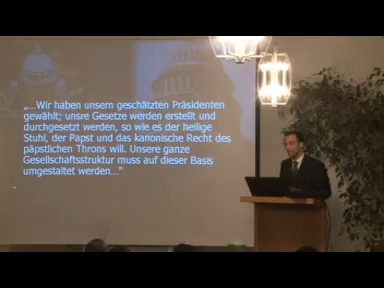 „...Wir haben unsern geschätzten Präsidenten
gewählt; unsre Gesetze werden erstellt und
durchgesetzt werden, so wie es der heilige
Stuhl, der Papst und das kanonische Recht des
päpstlichen Throns will. Unsere ganze
Gesellschaftsstruktur muss auf dieser Basis
umgestaltet werden...“